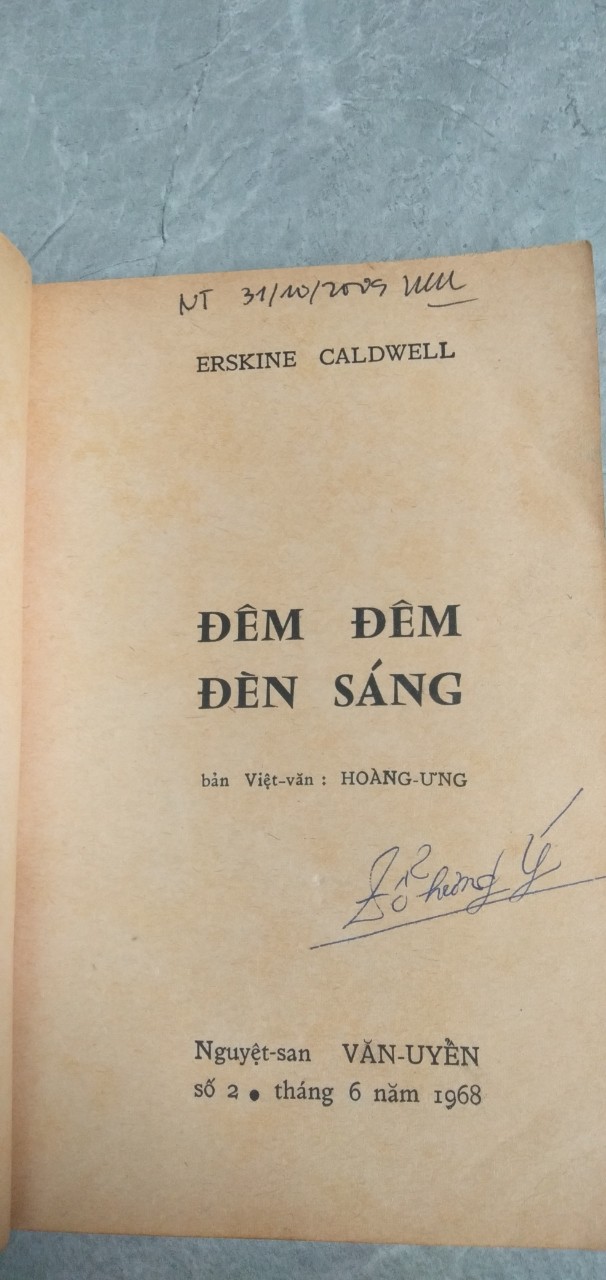 NT 31/10/2009
ERSKINE CALDWELL
ĐÊM ĐÊM
ĐÈN SÁNG
bản Việt-văn : HOÀNG-ƯNG
Ý
Nguyệt-san VĂN-UYỂN
số 2 • tháng 6 năm 1968